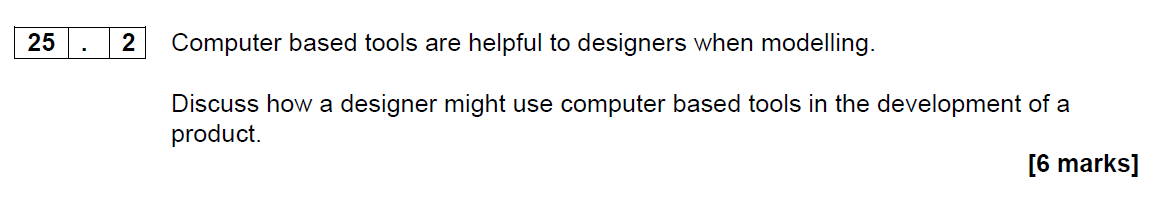 25 . 2 Computer based tools are helpful to designers when modelling.
Discuss how a designer might use computer based tools in the development of a
product.
[6 marks]